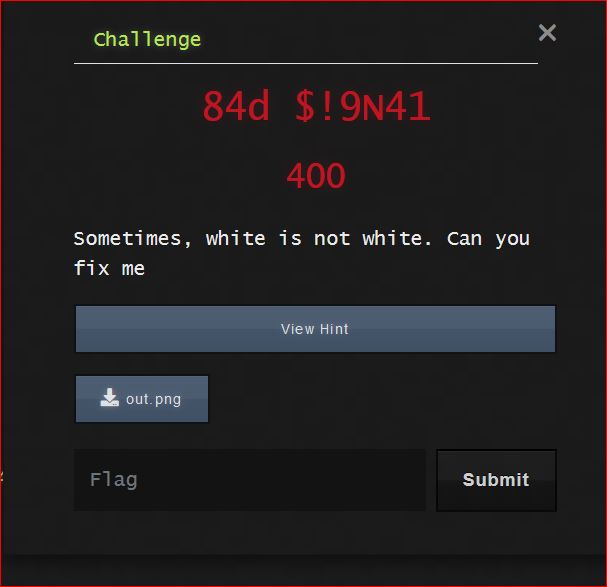 Challenge
×
84d $!9N41
400
Sometimes, white is not white. Can you
fix me
View Hint
out.png
Flag
Submit